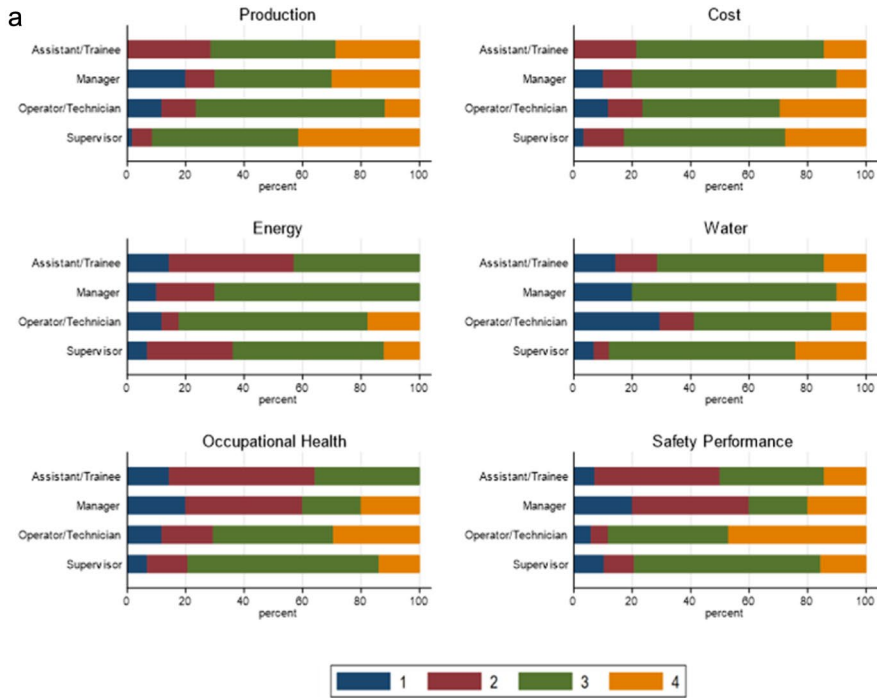 a
Production
Assistant/Trainee
Manager
Operator/Technician
Supervisor
0 20 40 60 80 100
percent
Cost
Assistant/Trainee
Manager
Operator/Technician
Supervisor
0 20 40 60 80 100
percent
Energy
Assistant/Trainee
Manager
Operator/Technician
Supervisor
0 20 40 60 80 100
percent
Water
Assistant/Trainee
Manager
Operator/Technician
Supervisor
0 20 40 60 80 100
percent
Occupational Health
Assistant/Trainee
Manager
Operator/Technician
Supervisor
0 20 40 60 80 100
percent
Safety Performance
Assistant/Trainee
Manager
Operator/Technician
Supervisor
0 20 40 60 80 100
percent
1 2 3 4